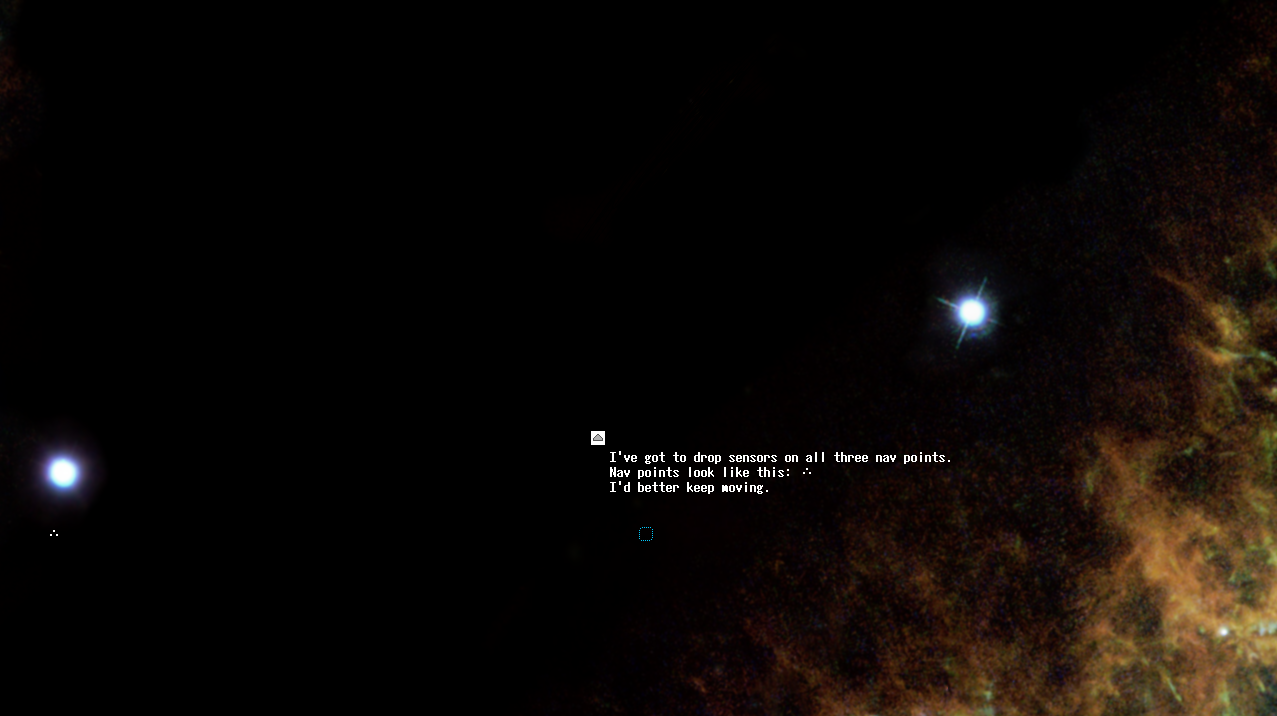 I've got to drop sensors on all three nav points.
Nav points look like this: ∴
I'd better keep moving.